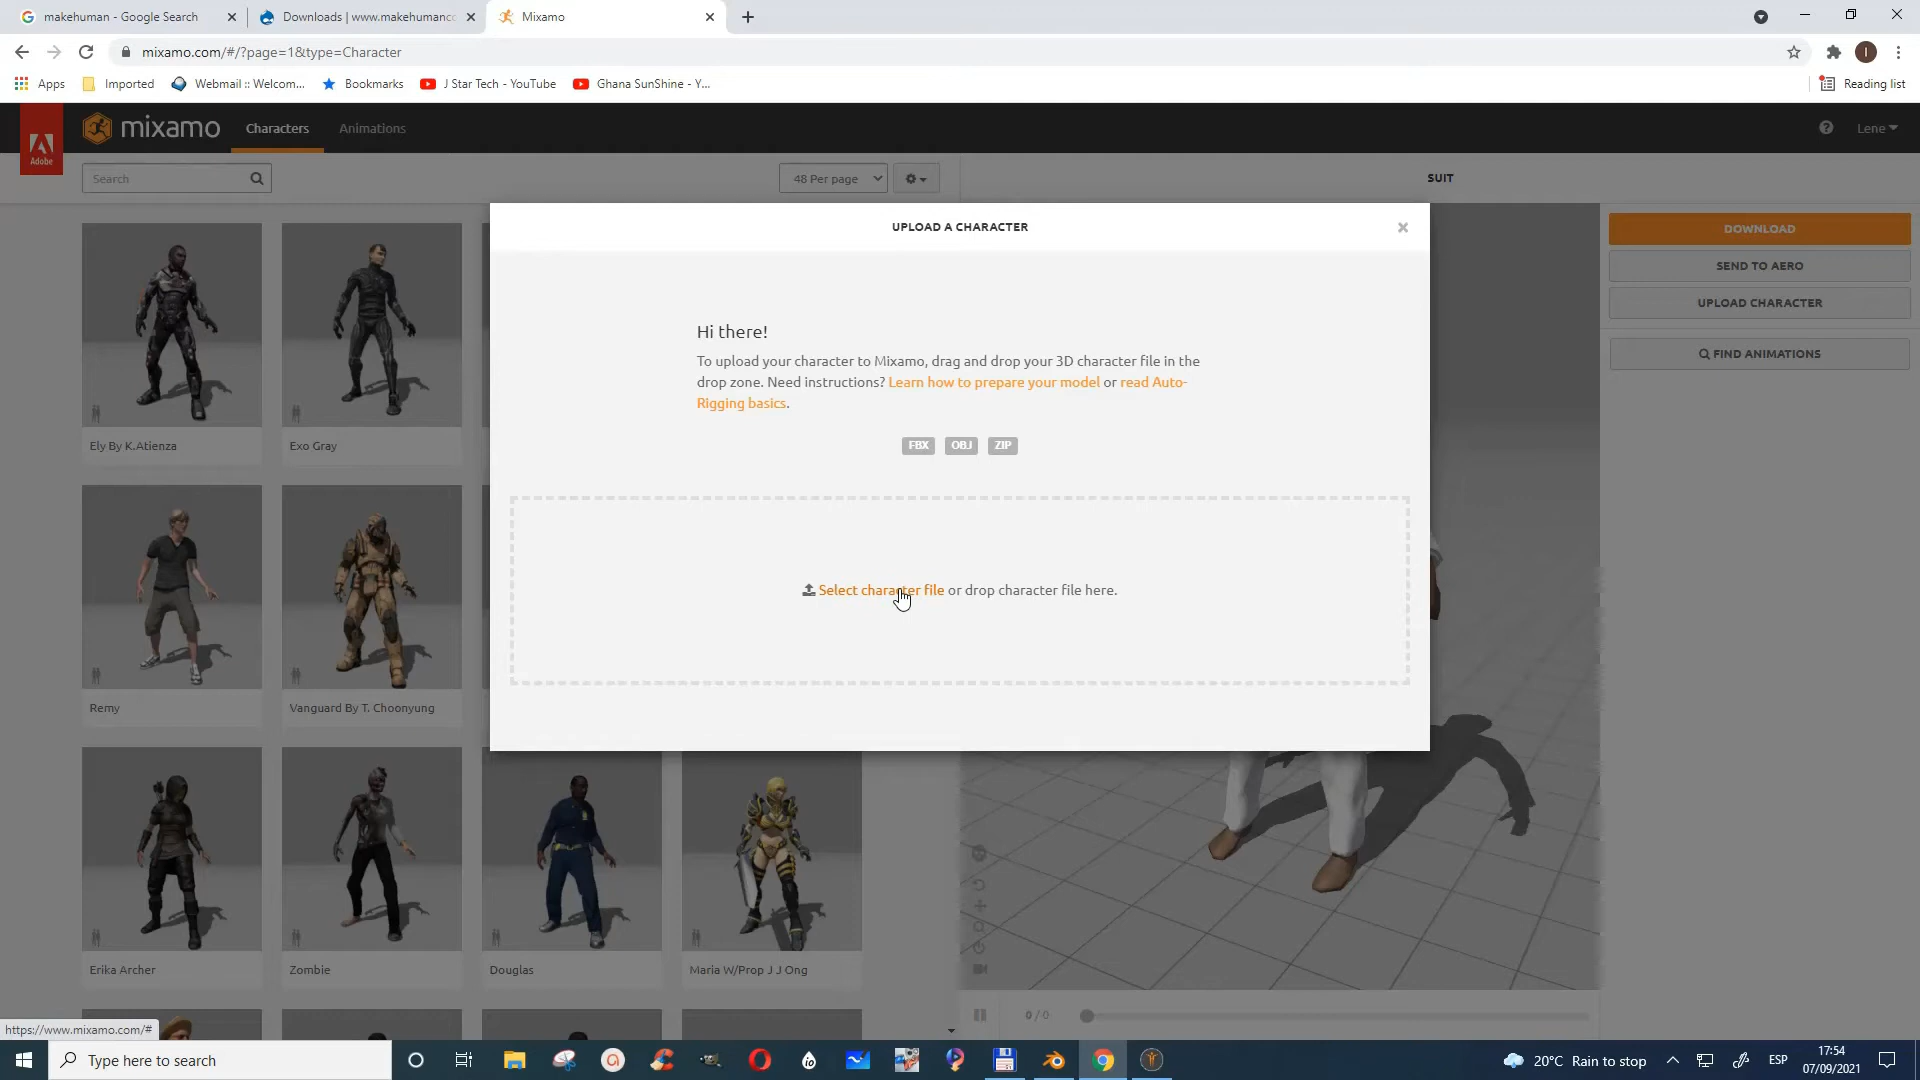 makehuman - Google Search
Downloads | www.makehumanco
Mixamo
mixamo.com/#/?page=1&type=Character
Apps
Imported
Webmail :: Welcom...
Bookmarks
J Star Tech - YouTube
Ghana SunShine - Y...
Reading list
Adobe
mixamo
Characters
Animations
Lene
Search
48 Per page
SUIT
UPLOAD A CHARACTER
DOWNLOAD
SEND TO AERO
UPLOAD CHARACTER
FIND ANIMATIONS
Hi there!
To upload your character to Mixamo, drag and drop your 3D character file in the
drop zone. Need instructions? Learn how to prepare your model or read Auto-
Rigging basics.
FBX OBJ ZIP
Select character file or drop character file here.
Ely By K.Atienza
Exo Gray
Remy
Vanguard By T. Choonyung
Erika Archer
Zombie
Douglas
Maria W/Prop J J Ong
0 / 0
https://www.mixamo.com/#
Type here to search
20°C Rain to stop
ESP
17:54
07/09/2021